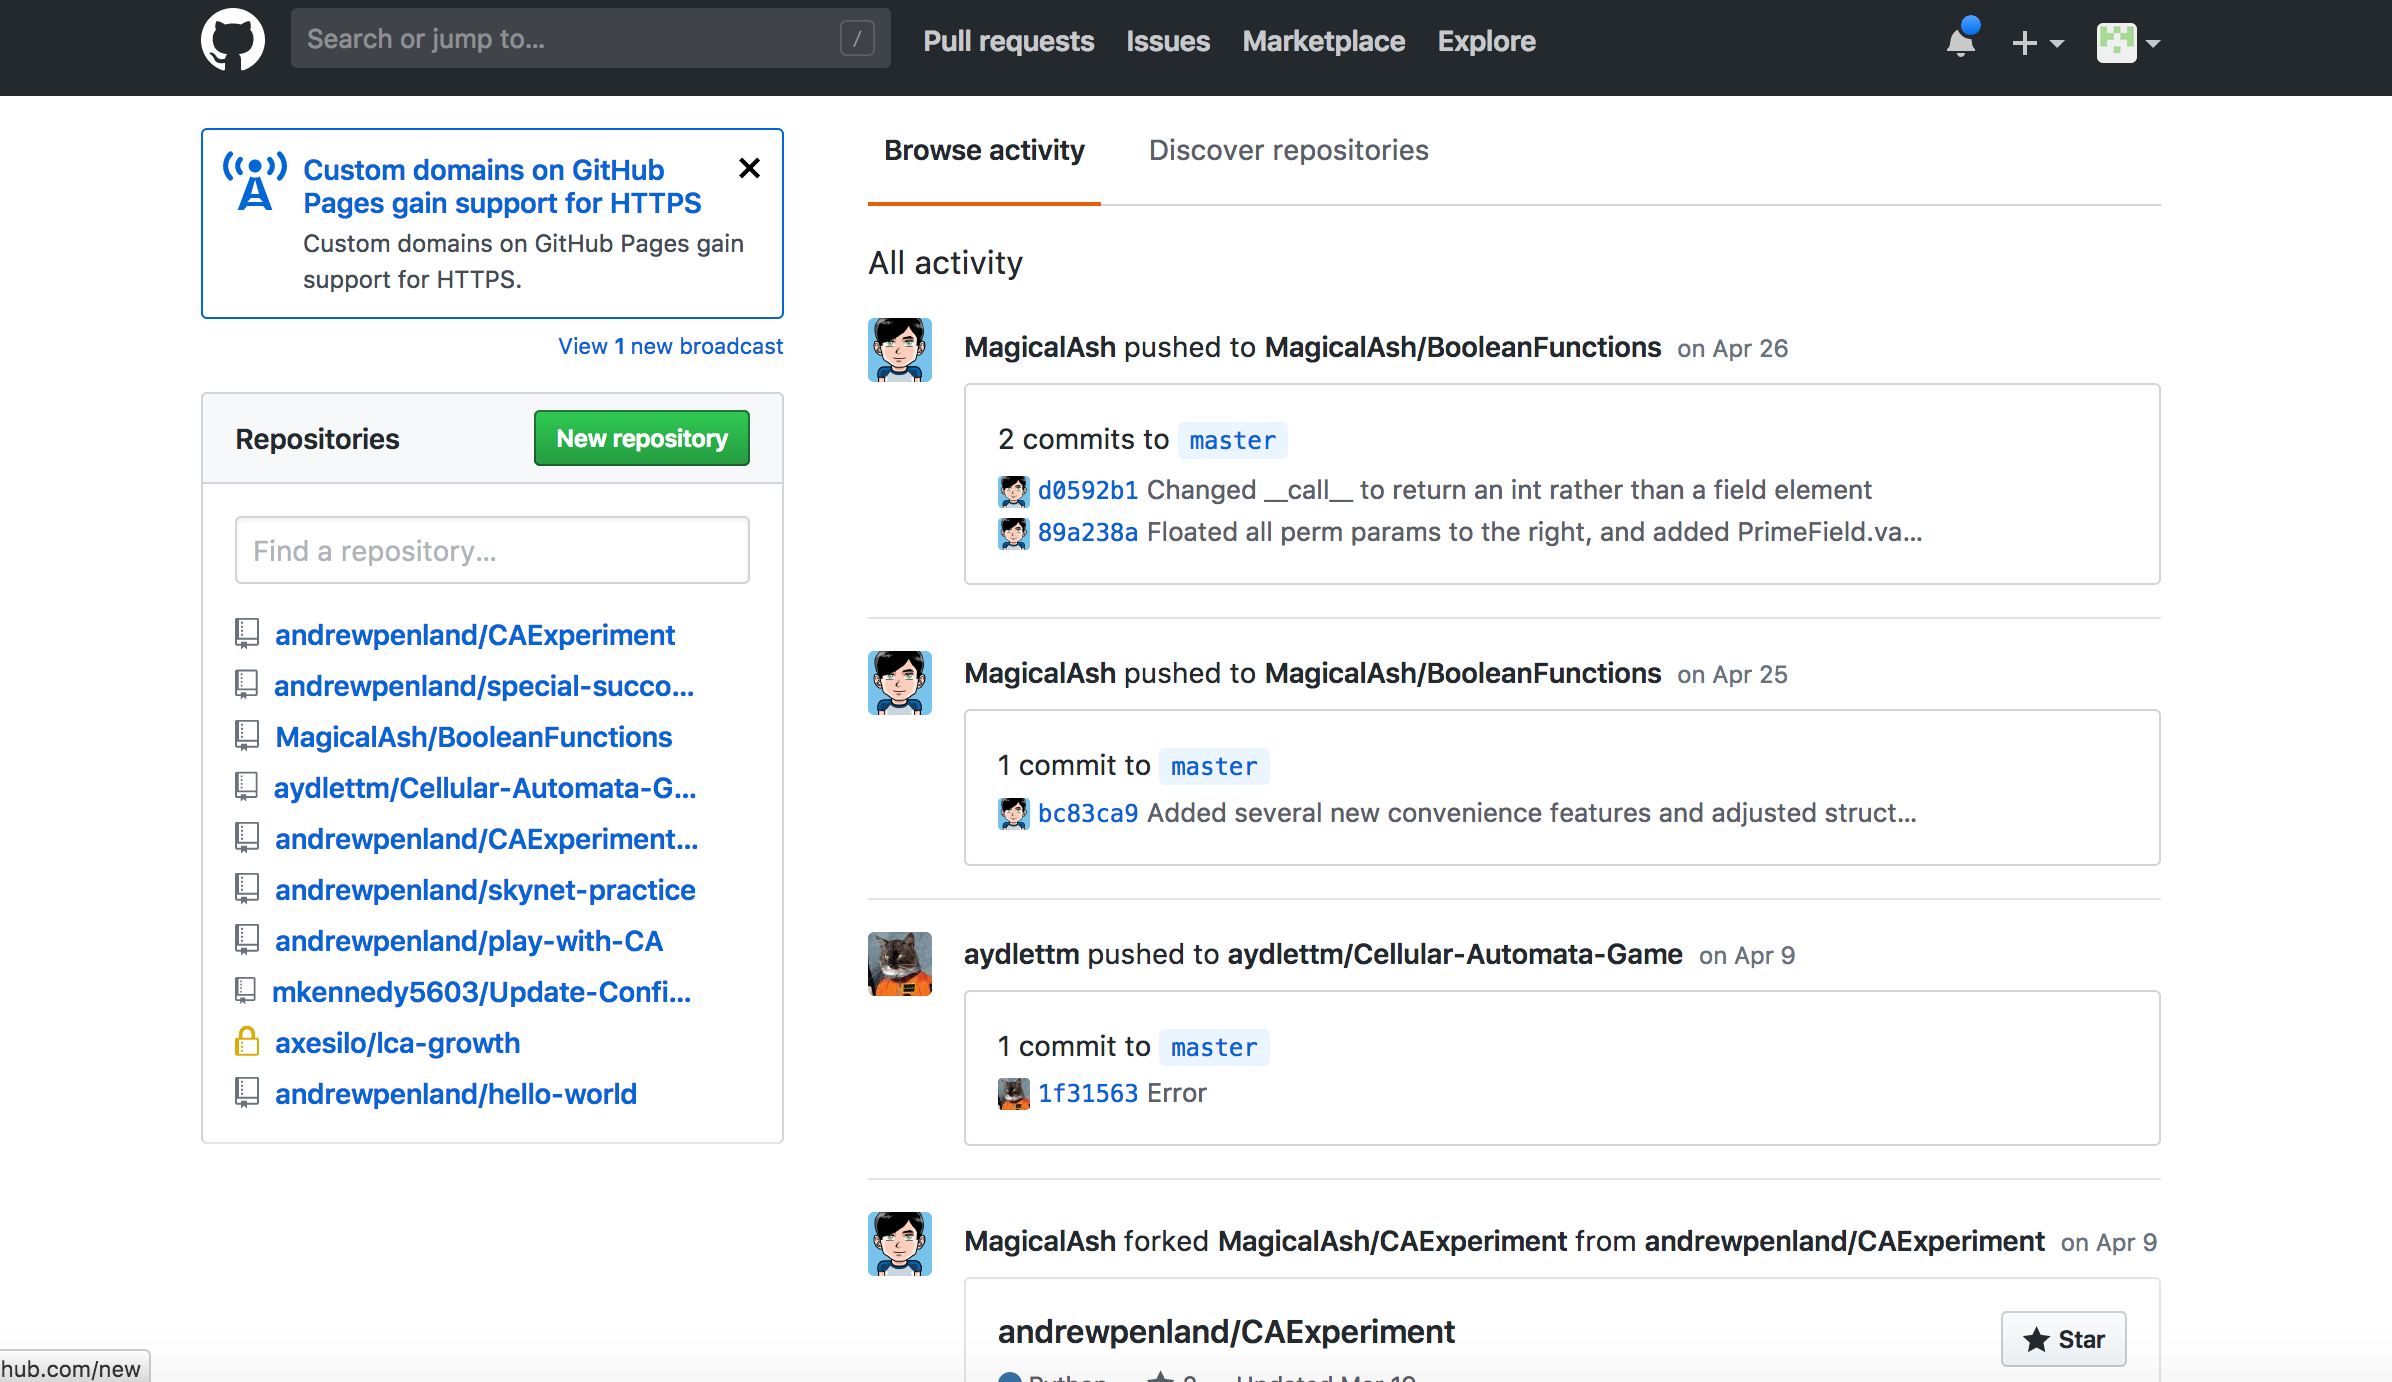 Search or jump to...
/
Pull requests
Issues
Marketplace
Explore
Custom domains on GitHub
Pages gain support for HTTPS
Custom domains on GitHub Pages gain
support for HTTPS.
View 1 new broadcast
Repositories
New repository
Find a repository...
andrewpenland/CAExperiment
andrewpenland/special-succo...
MagicalAsh/BooleanFunctions
aydlettm/Cellular-Automata-G...
andrewpenland/CAExperiment...
andrewpenland/skynet-practice
andrewpenland/play-with-CA
mkennedy5603/Update-Confi...
axesilo/lca-growth
andrewpenland/hello-world
Browse activity
Discover repositories
All activity
MagicalAsh pushed to MagicalAsh/BooleanFunctions on Apr 26
2 commits to master
d0592b1 Changed __call__ to return an int rather than a field element
89a238a Floated all perm params to the right, and added PrimeField.va...
MagicalAsh pushed to MagicalAsh/BooleanFunctions on Apr 25
1 commit to master
bc83ca9 Added several new convenience features and adjusted struct...
aydlettm pushed to aydlettm/Cellular-Automata-Game on Apr 9
1 commit to master
1f31563 Error
MagicalAsh forked MagicalAsh/CAExperiment from andrewpenland/CAExperiment on Apr 9
andrewpenland/CAExperiment
Star
Python Updated Mar
hub.com/new